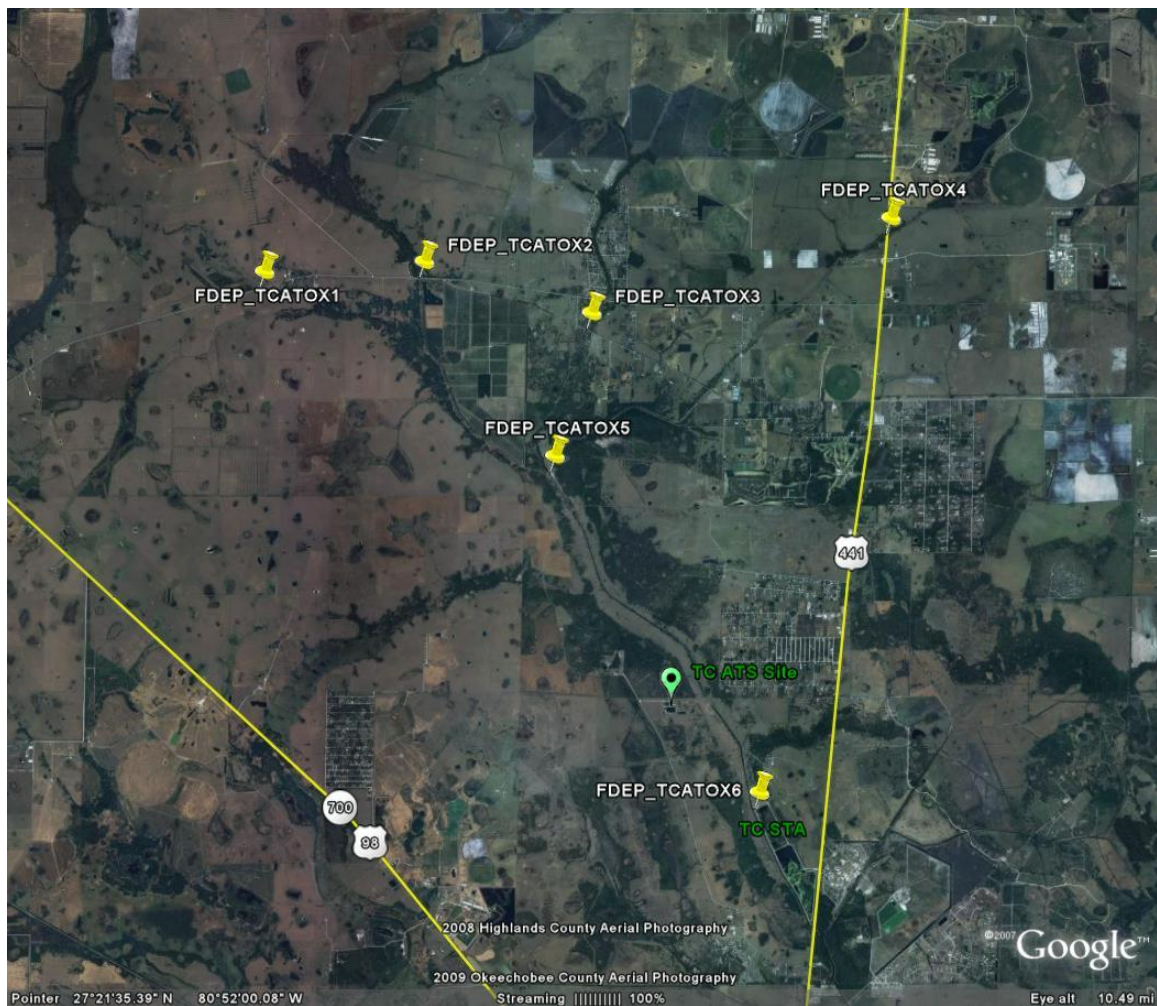 FDEP_TCATOX4
FDEP_TCATOX2
FDEP_TCATOX1
FDEP_TCATOX3
FDEP_TCATOX5
441
TC ATS Site
FDEP_TCATOX6
700
TC STA
98
2008 Highlands County Aerial Photography
©2007 Google™
2009 Okeechobee County Aerial Photography
Pointer 27°21'35.39" N 80°52'00.08" W Streaming |||||||||| 100% Eye alt 10.49 mi